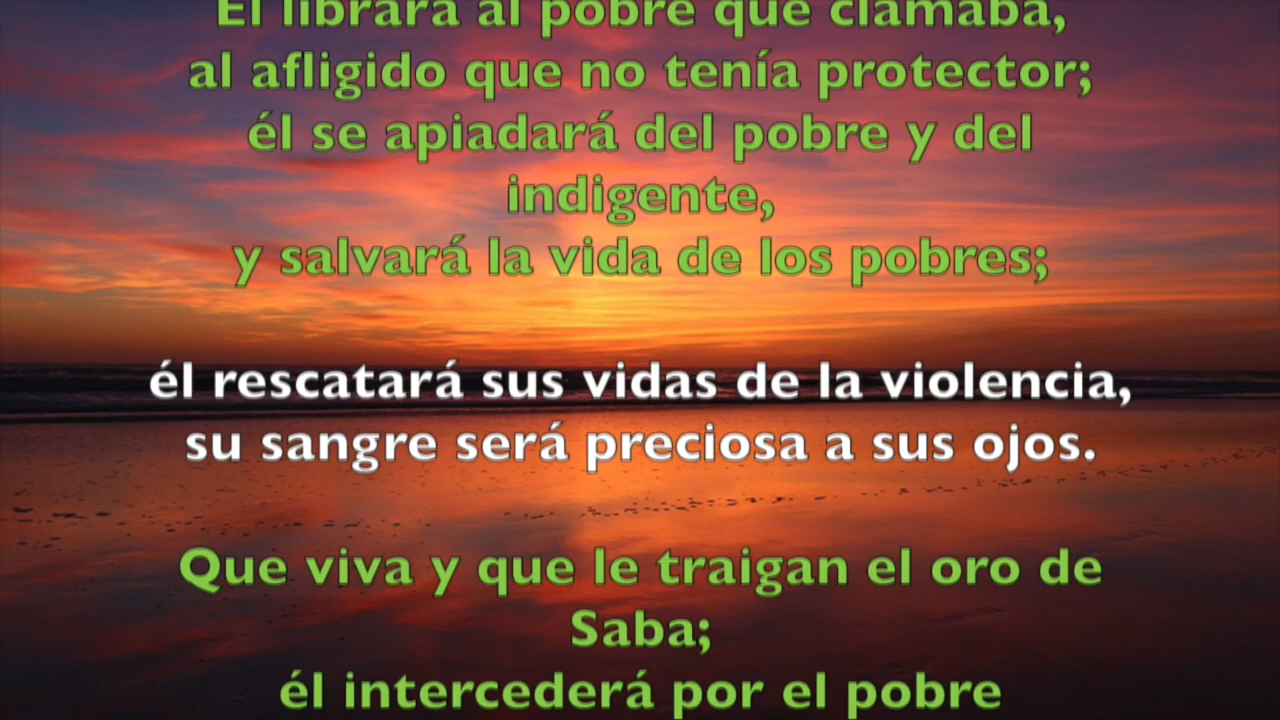 Él librará al pobre que clamaba,
al afligido que no tenía protector;
él se apiadará del pobre y del
indigente,
y salvará la vida de los pobres;
él rescatará sus vidas de la violencia,
su sangre será preciosa a sus ojos.
Que viva y que le traigan el oro de
Saba;
él intercederá por el pobre